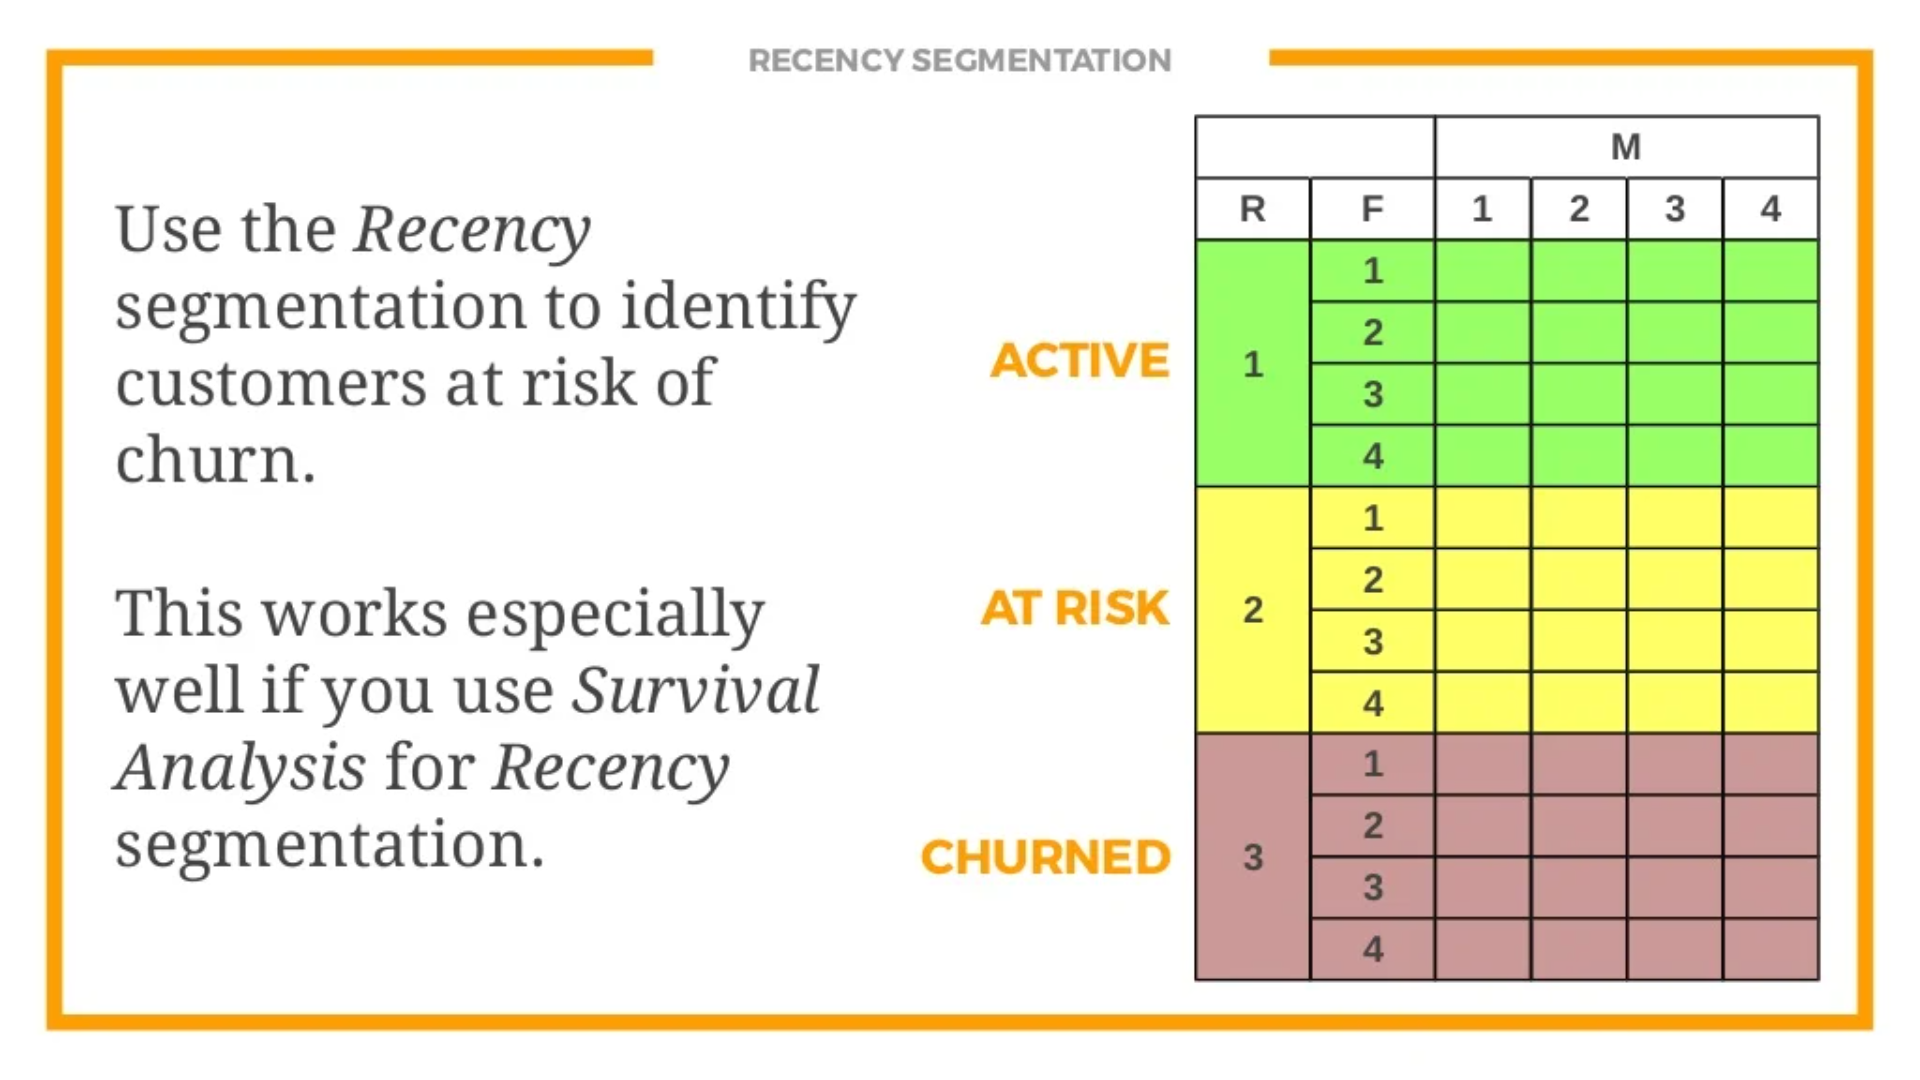 RECENCY SEGMENTATION
Use the Recency
segmentation to identify
customers at risk of
churn.
This works especially
well if you use Survival
Analysis for Recency
segmentation.
ACTIVE
AT RISK
CHURNED
M
R F 1 2 3 4
1
1
2
3
4
2
1
2
3
4
3
1
2
3
4